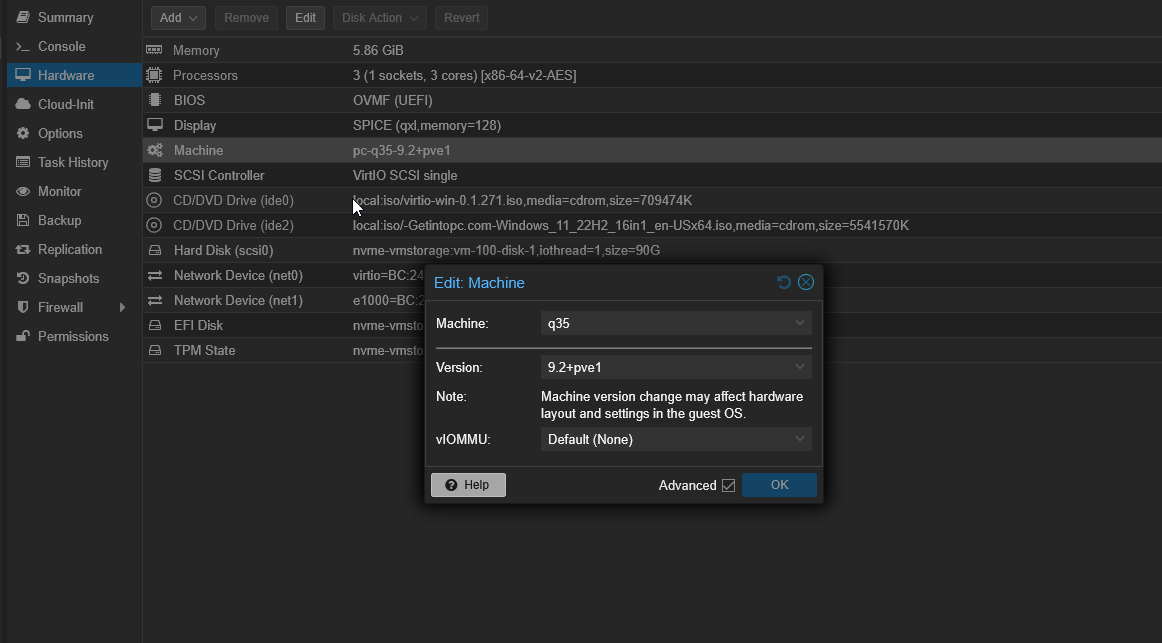 Summary
Console
Hardware
Cloud-Init
Options
Task History
Monitor
Backup
Replication
Snapshots
Firewall
Permissions
Add Remove Edit Disk Action Revert
Memory 5.86 GiB
Processors 3 (1 sockets, 3 cores) [x86-64-v2-AES]
BIOS OVMF (UEFI)
Display SPICE (qxl,memory=128)
Machine pc-q35-9.2+pve1
SCSI Controller VirtIO SCSI single
CD/DVD Drive (ide0) local:iso/virtio-win-0.1.271.iso,media=cdrom,size=709474K
CD/DVD Drive (ide2) local:iso/-Getintopc.com-Windows_11_22H2_16in1_en-USx64.iso,media=cdrom,size=5541570K
Hard Disk (scsi0) nvme-vmstorage:vm-100-disk-1,iothread=1,size=90G
Network Device (net0) virtio=BC:24
Network Device (net1) e1000=BC:2
EFI Disk nvme-vmsto
TPM State nvme-vmsto
Edit: Machine
Machine: q35
Version: 9.2+pve1
Note: Machine version change may affect hardware
layout and settings in the guest OS.
vIOMMU: Default (None)
Help Advanced OK